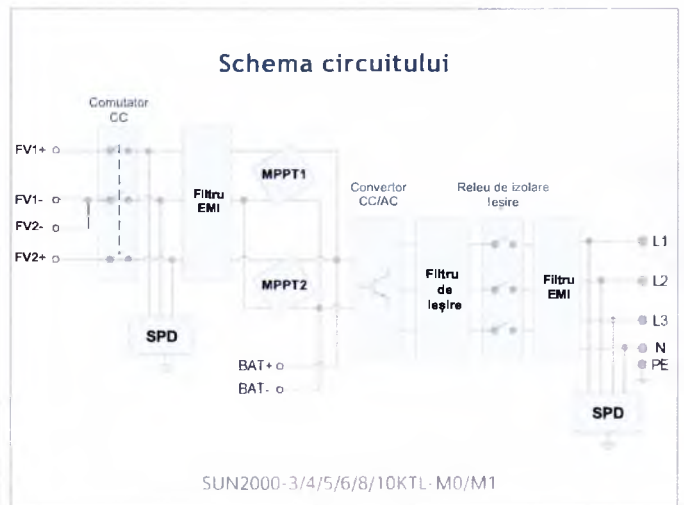 Schema circuitului
Comutator
CC
FV1+
FV1-
FV2-
FV2+
Filtru
EMI
MPPT1
MPPT2
SPD
BAT+
BAT-
Convertor
CC/AC
Filtru
de
Ieșire
Releu de izolare
Ieșire
Filtru
EMI
L1
L2
L3
N
PE
SPD
SUN2000-3/4/5/6/8/10KTL-M0/M1